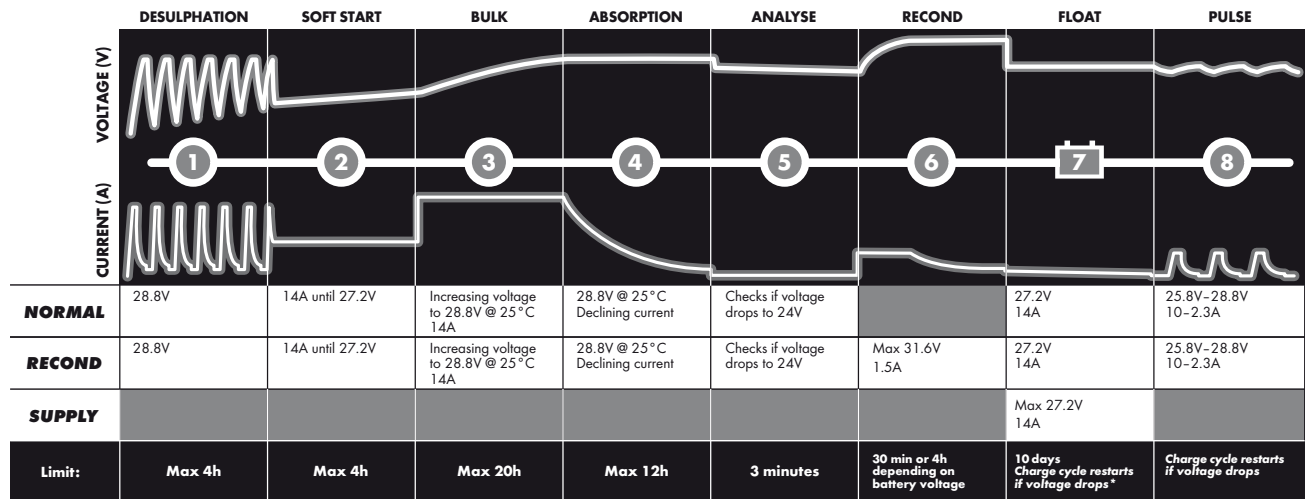 DESULPHATION SOFT START BULK ABSORPTION ANALYSE RECOND FLOAT PULSE
VOLTAGE (V)
1 2 3 4 5 6 7 8
CURRENT (A)
NORMAL
28.8V
14A until 27.2V
Increasing voltage
to 28.8V @ 25°C
14A
28.8V @ 25°C
Declining current
Checks if voltage
drops to 24V
27.2V
14A
25.8V–28.8V
10–2.3A
RECOND
28.8V
14A until 27.2V
Increasing voltage
to 28.8V @ 25°C
14A
28.8V @ 25°C
Declining current
Checks if voltage
drops to 24V
Max 31.6V
1.5A
27.2V
14A
25.8V–28.8V
10–2.3A
SUPPLY
Max 27.2V
14A
Limit:
Max 4h
Max 4h
Max 20h
Max 12h
3 minutes
30 min or 4h
depending on
battery voltage
10 days
Charge cycle restarts
if voltage drops*
Charge cycle restarts
if voltage drops